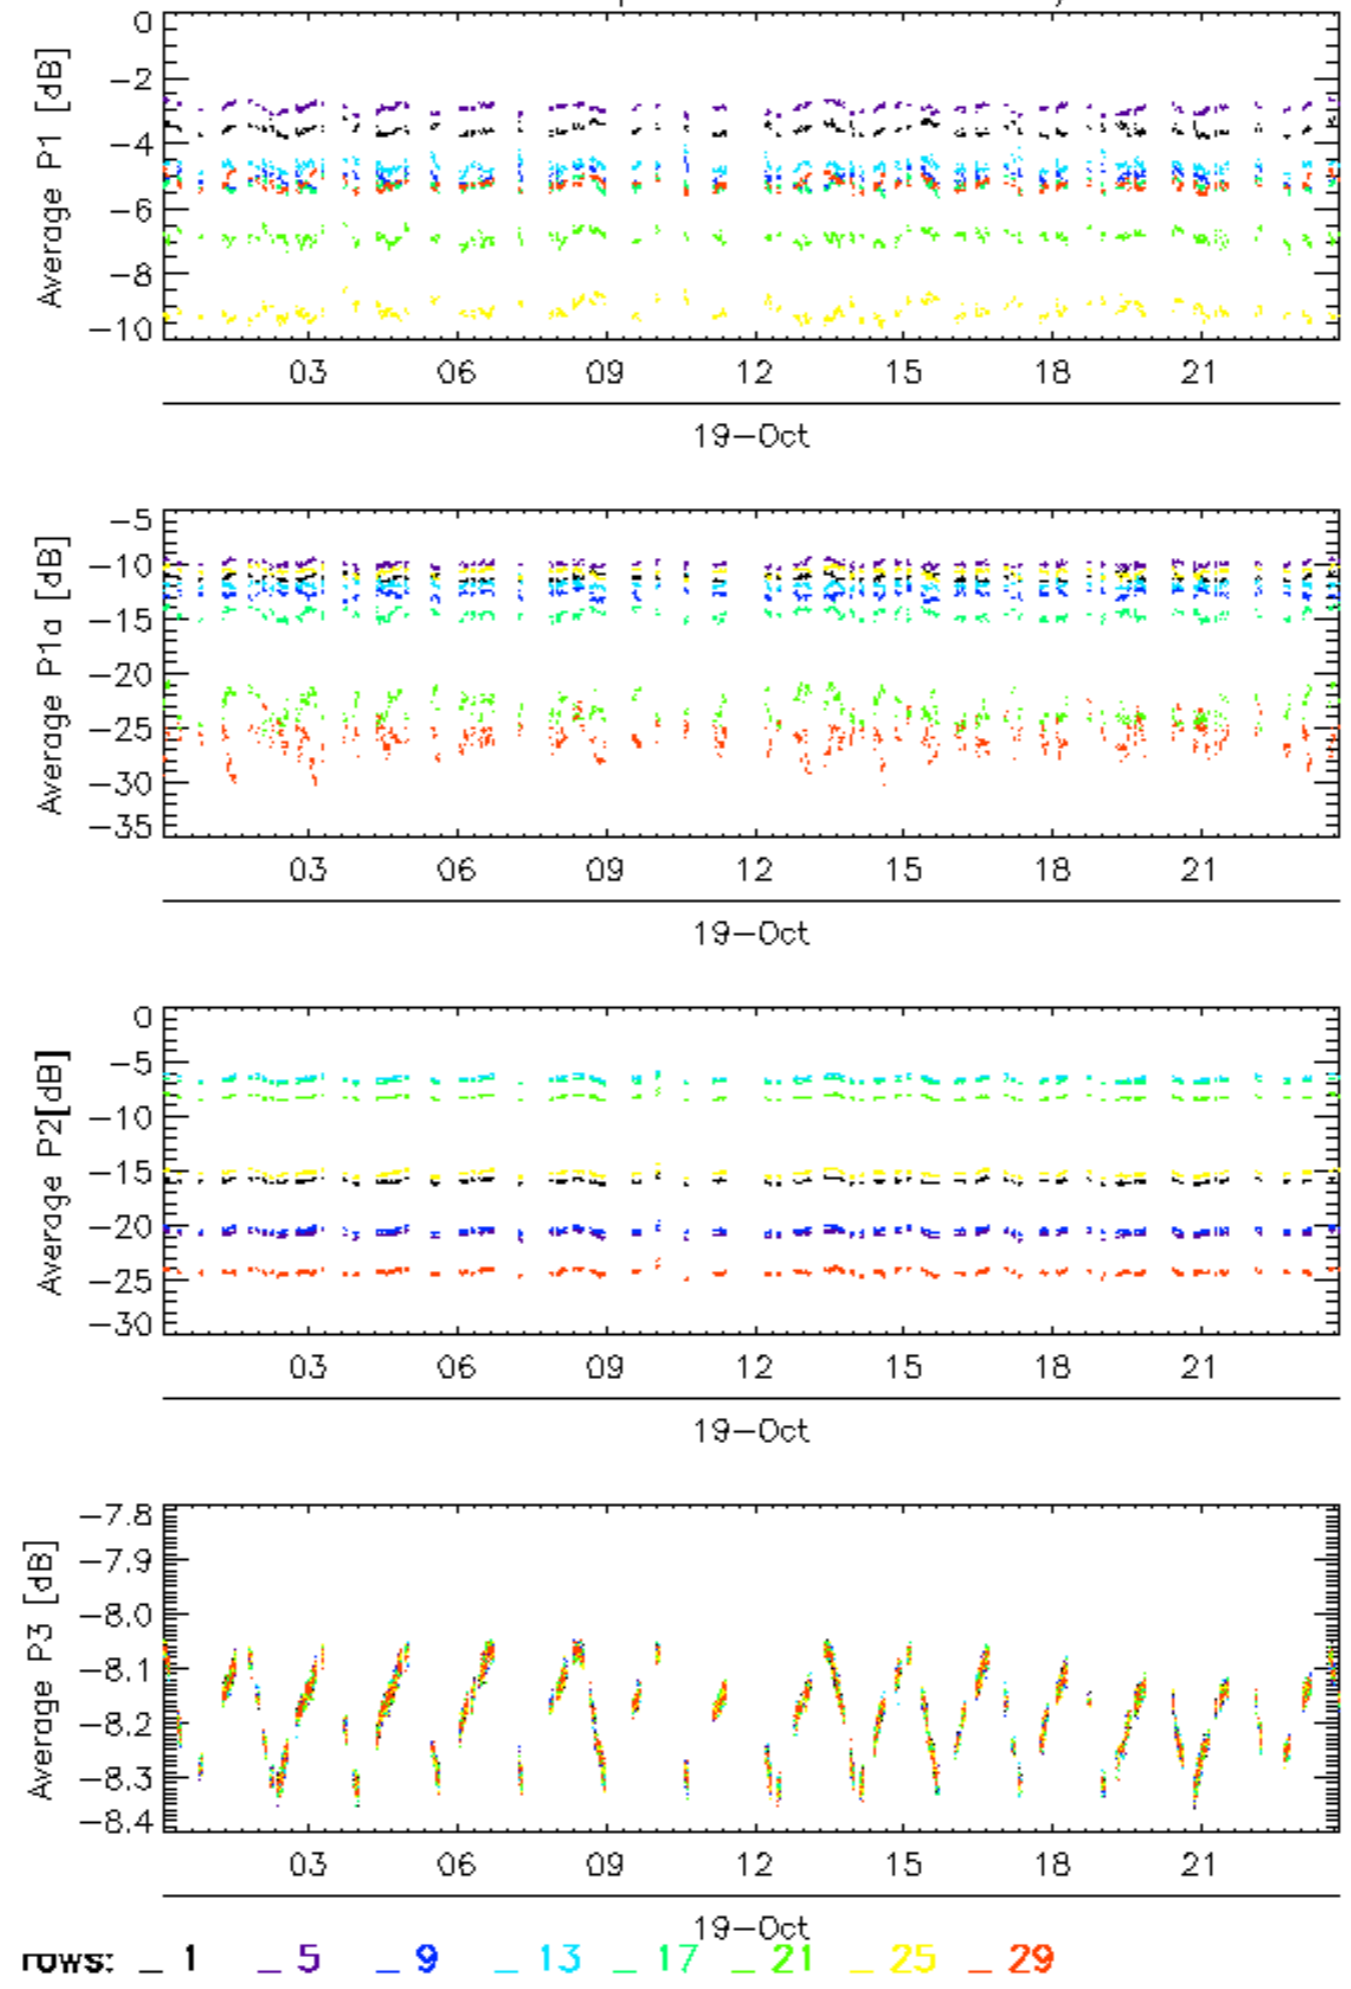 0
−2
−4
−6
−8
−10
Average P1 [dB]
03 06 09 12 15 18 21
19−Oct
−5
−10
−15
−20
−25
−30
−35
Average P1a [dB]
03 06 09 12 15 18 21
19−Oct
0
−5
−10
−15
−20
−25
−30
Average P2[dB]
03 06 09 12 15 18 21
19−Oct
−7.8
−7.9
−8.0
−8.1
−8.2
−8.3
−8.4
Average P3 [dB]
03 06 09 12 15 18 21
19−Oct
rows: _ 1 _ 5 _ 9 _ 13 _ 17 _ 21 _ 25 _ 29